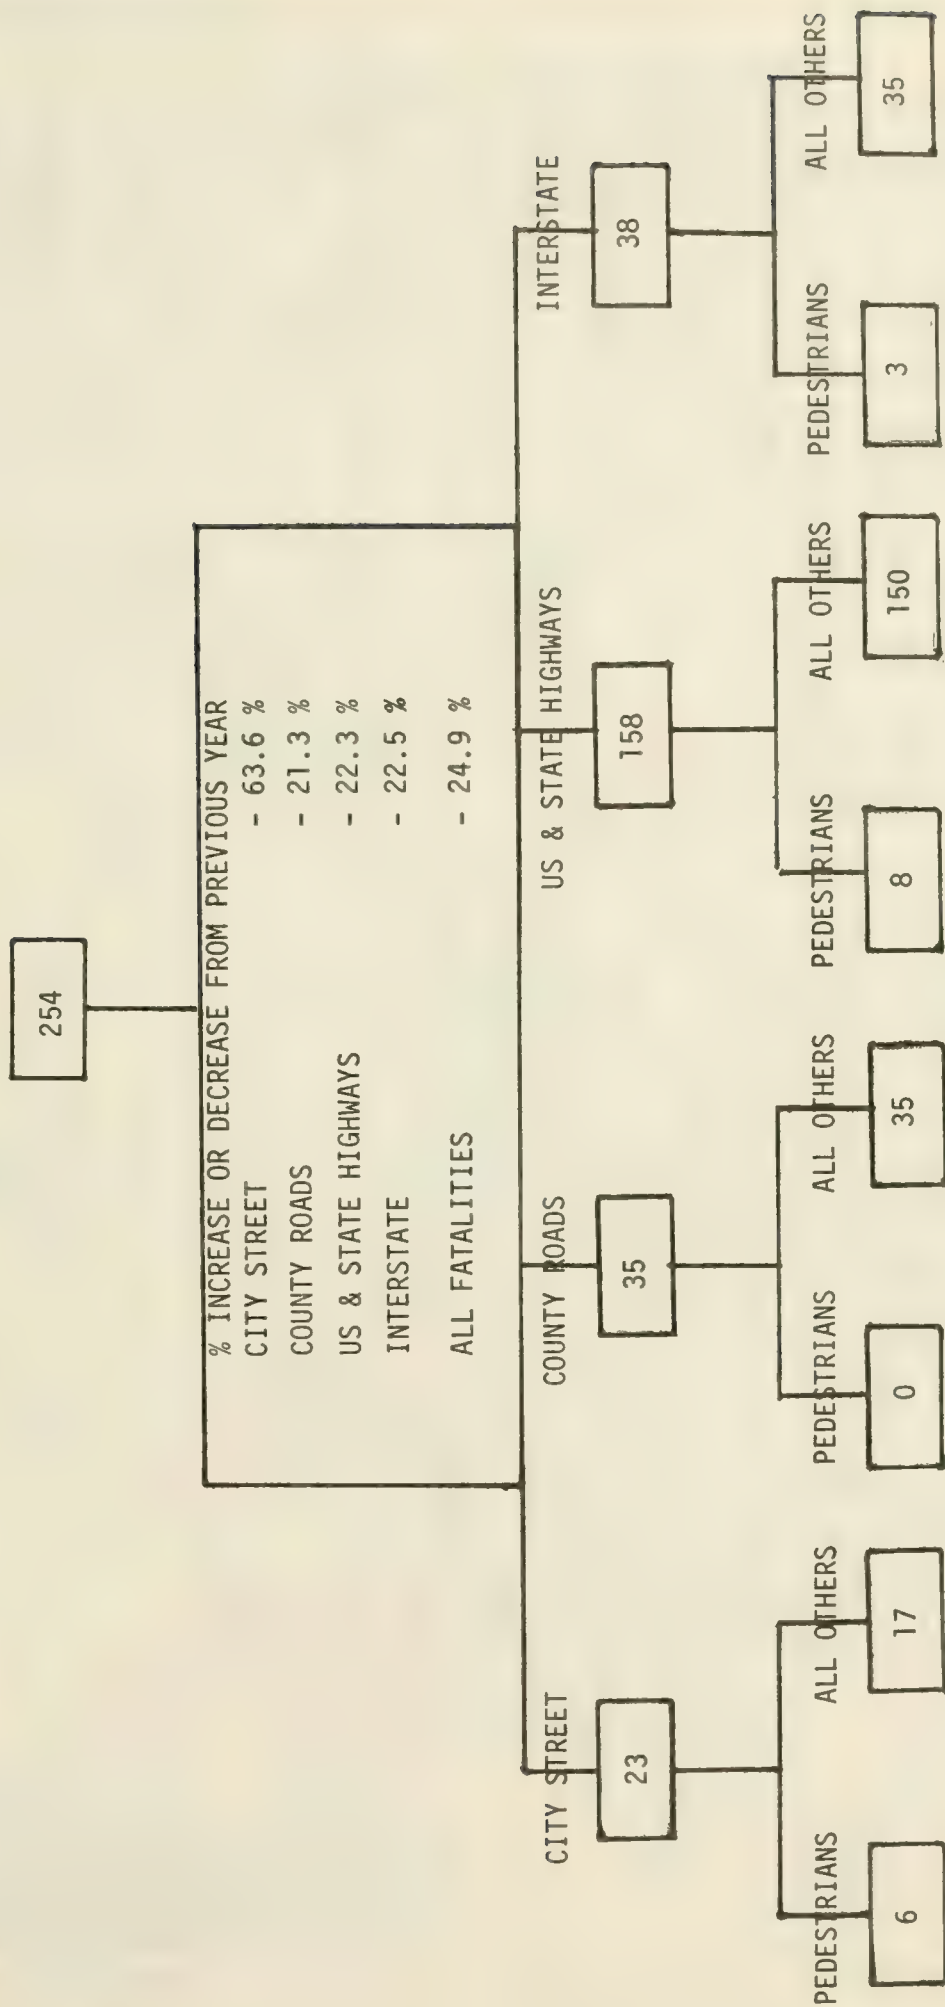 254
% INCREASE OR DECREASE FROM PREVIOUS YEAR
CITY STREET - 63.6 %
COUNTY ROADS - 21.3 %
US & STATE HIGHWAYS - 22.3 %
INTERSTATE - 22.5 %
ALL FATALITIES - 24.9 %
CITY STREET COUNTY ROADS US & STATE HIGHWAYS INTERSTATE
23 35 158 38
PEDESTRIANS ALL OTHERS PEDESTRIANS ALL OTHERS PEDESTRIANS ALL OTHERS PEDESTRIANS ALL OTHERS
6 17 0 35 8 150 3 35